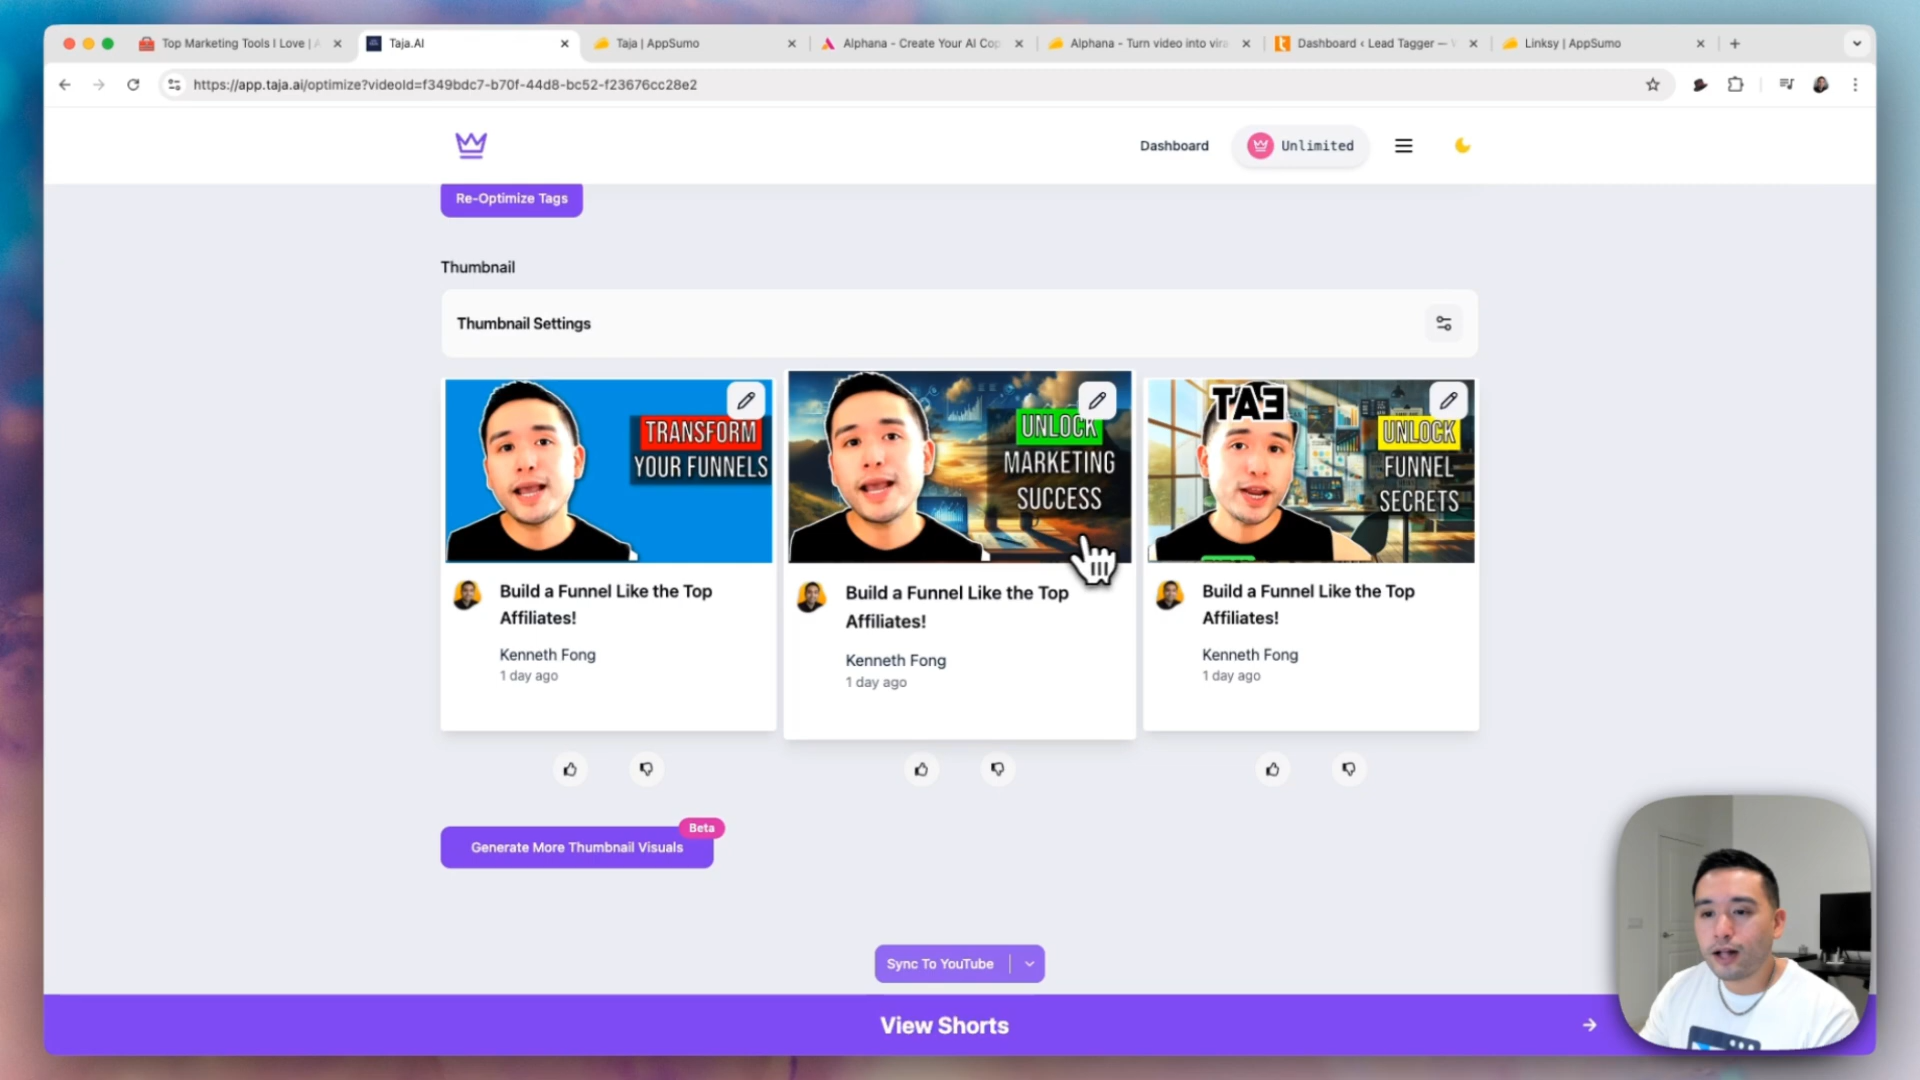 Top Marketing Tools I Love | A
Taja.AI
Taja | AppSumo
Alphana - Create Your AI Cop
Alphana - Turn video into vira
Dashboard ‹ Lead Tagger — W
Linksy | AppSumo
https://app.taja.ai/optimize?videoId=f349bdc7-b70f-44d8-bc52-f23676cc28e2
Dashboard
Unlimited
Re-Optimize Tags
Thumbnail
Thumbnail Settings
TRANSFORM
YOUR FUNNELS
UNLOCK
MARKETING
SUCCESS
UNLOCK
FUNNEL
SECRETS
Build a Funnel Like the Top
Affiliates!
Kenneth Fong
1 day ago
Build a Funnel Like the Top
Affiliates!
Kenneth Fong
1 day ago
Build a Funnel Like the Top
Affiliates!
Kenneth Fong
1 day ago
Beta
Generate More Thumbnail Visuals
Sync To YouTube
View Shorts